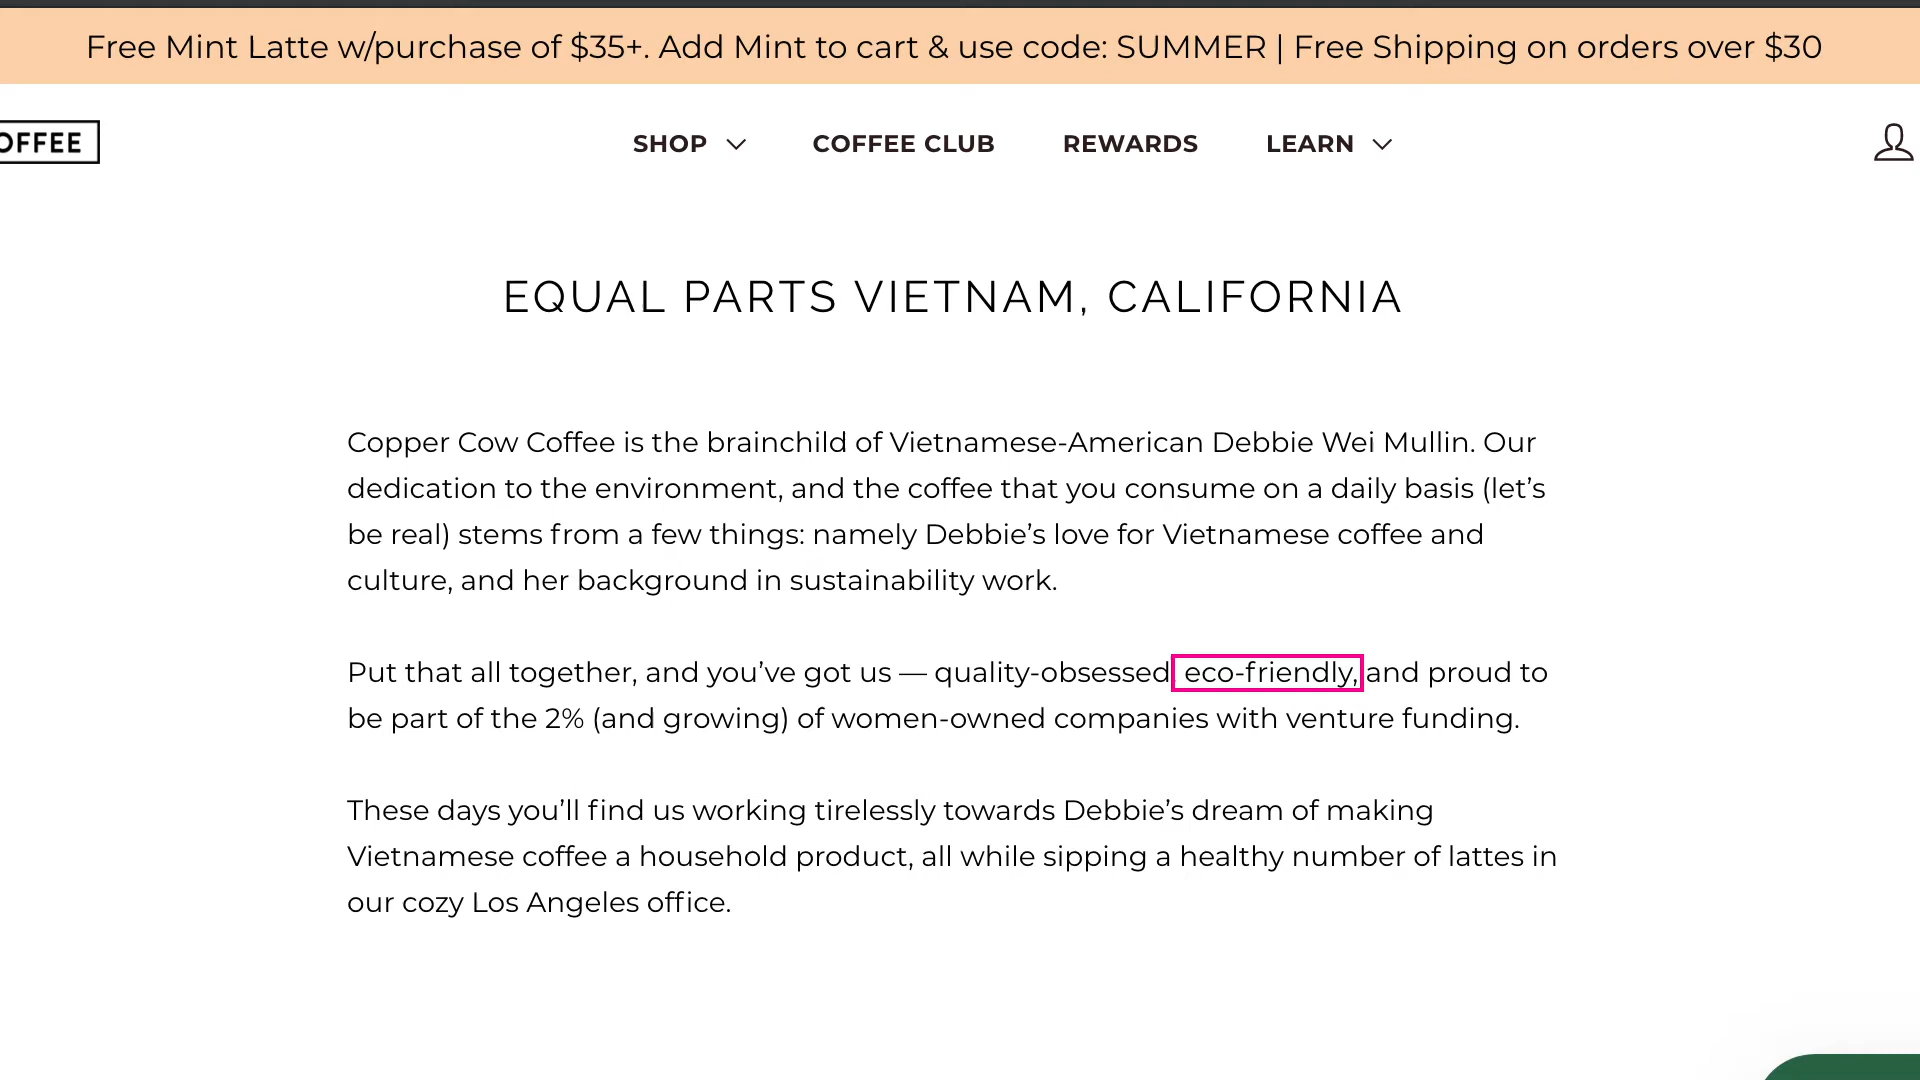 Free Mint Latte w/purchase of $35+. Add Mint to cart & use code: SUMMER | Free Shipping on orders over $30
OFFEE
SHOP
COFFEE CLUB
REWARDS
LEARN
EQUAL PARTS VIETNAM, CALIFORNIA
Copper Cow Coffee is the brainchild of Vietnamese-American Debbie Wei Mullin. Our
dedication to the environment, and the coffee that you consume on a daily basis (let’s
be real) stems from a few things: namely Debbie’s love for Vietnamese coffee and
culture, and her background in sustainability work.
Put that all together, and you’ve got us — quality-obsessed eco-friendly, and proud to
be part of the 2% (and growing) of women-owned companies with venture funding.
These days you’ll find us working tirelessly towards Debbie’s dream of making
Vietnamese coffee a household product, all while sipping a healthy number of lattes in
our cozy Los Angeles office.